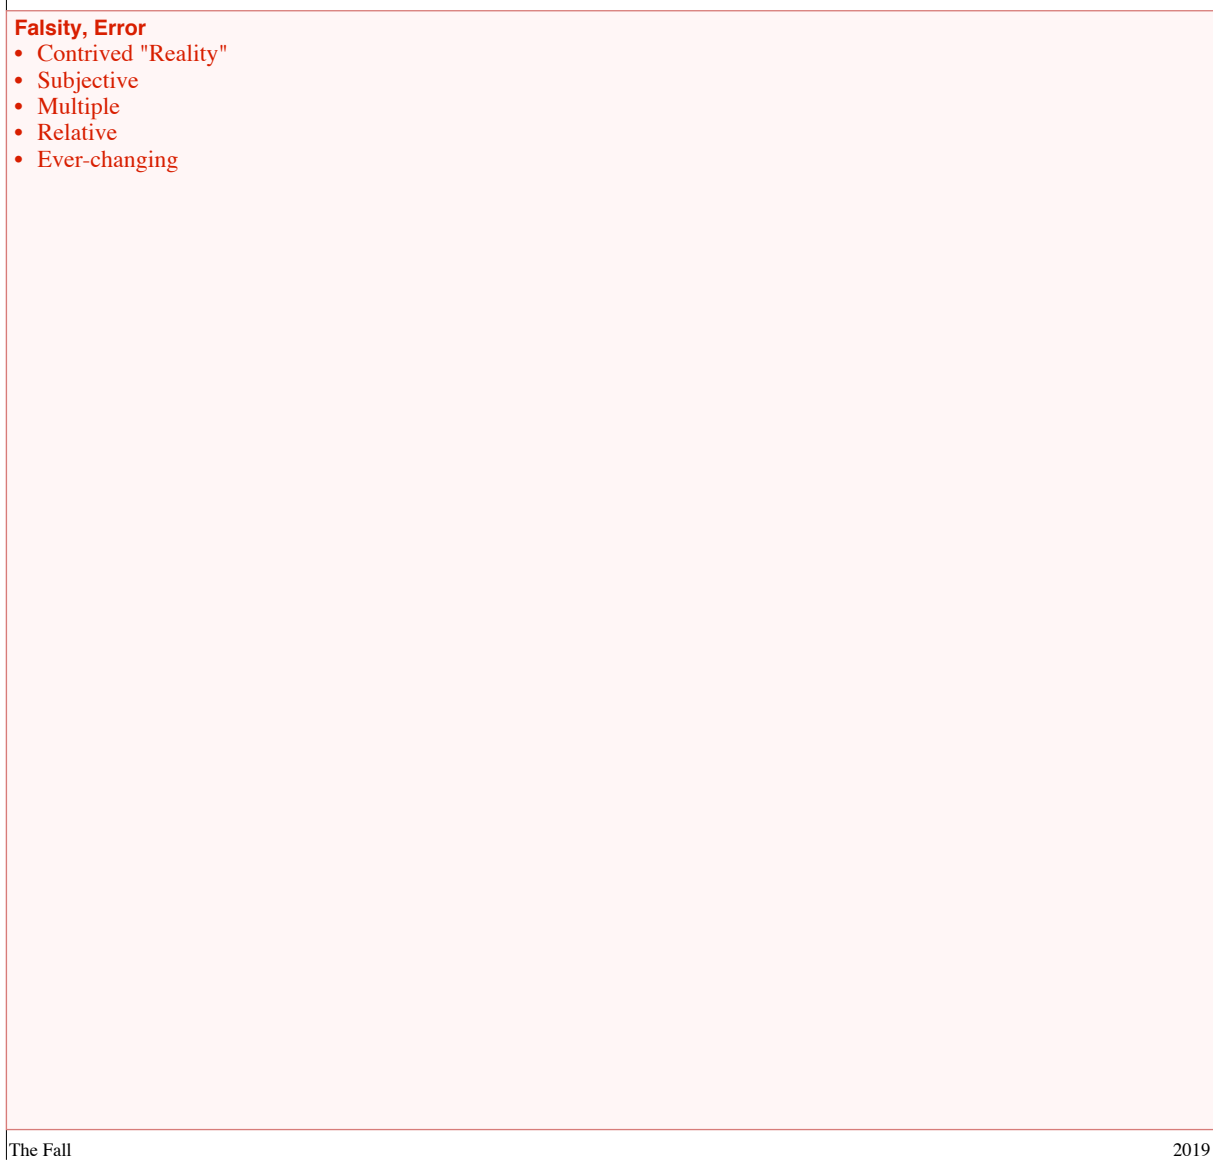 Falsity, Error
• Contrived "Reality"
• Subjective
• Multiple
• Relative
• Ever-changing
The Fall 2019